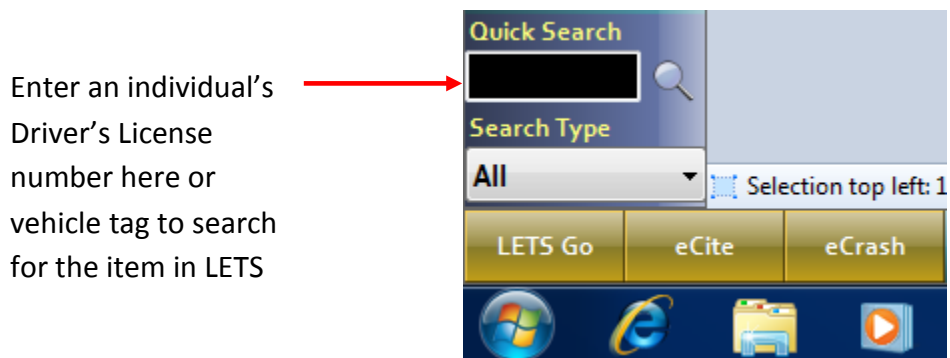 Enter an individual’s
Driver’s License
number here or
vehicle tag to search
for the item in LETS
Quick Search
Search Type
All
Selection top left: 1
LETS Go eCite eCrash